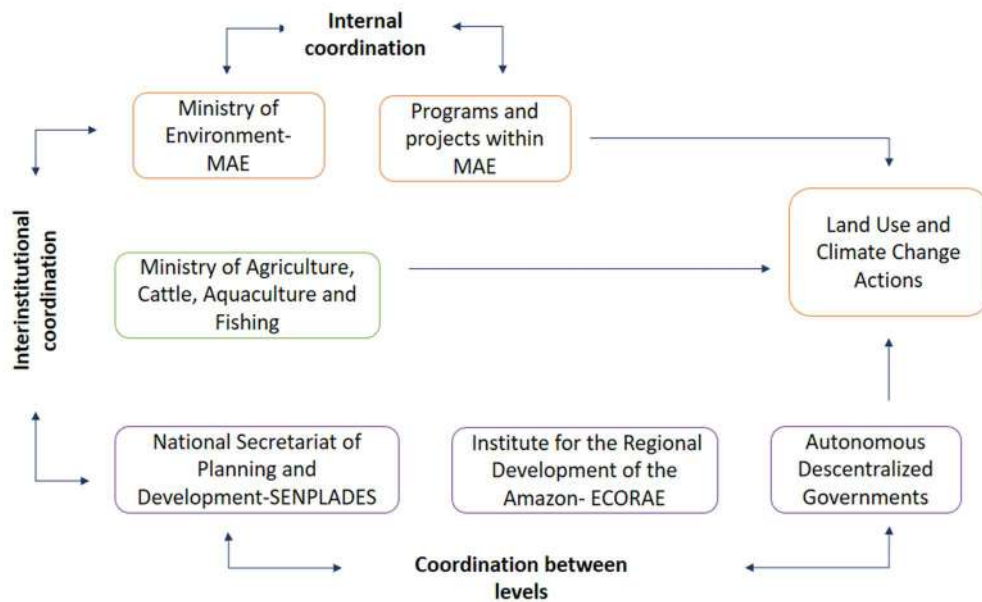 Internal
coordination
Ministry of
Environment-
MAE
Programs and
projects within
MAE
Interinstitutional
coordination
Land Use and
Climate Change
Actions
Ministry of Agriculture,
Cattle, Aquaculture and
Fishing
National Secretariat of
Planning and
Development-SENPLADES
Institute for the Regional
Development of the
Amazon- ECORAE
Autonomous
Descentralized
Governments
Coordination between
levels